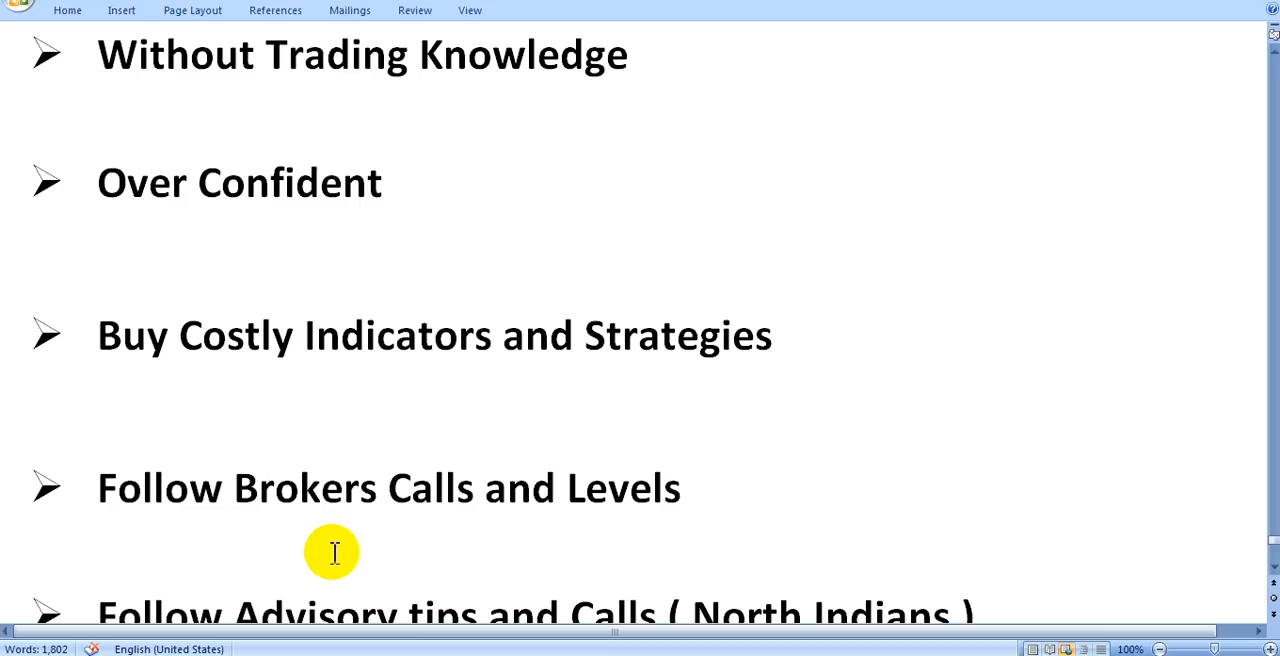 Home Insert Page Layout References Mailings Review View
Without Trading Knowledge
Over Confident
Buy Costly Indicators and Strategies
Follow Brokers Calls and Levels
Follow Advisory tips and Calls ( North Indians )
Words: 1,802 English (United States) 100%